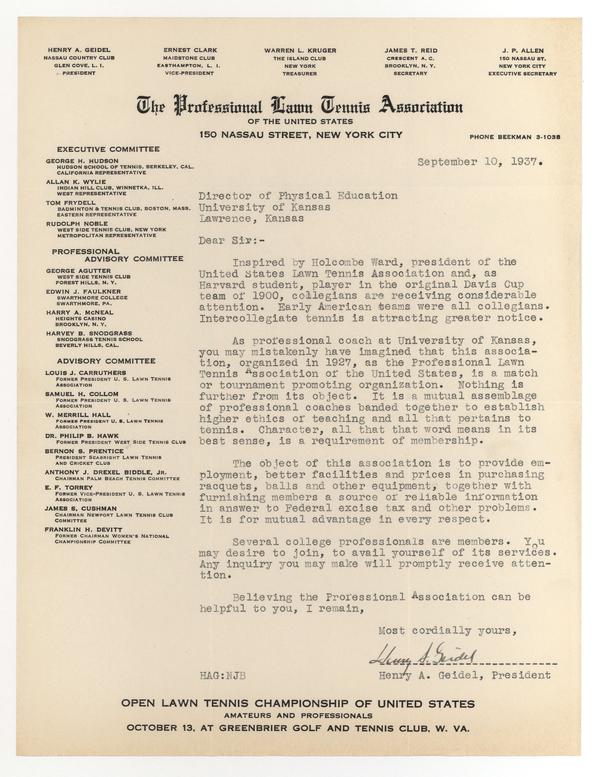 HENRY A. GEIDEL
NASSAU COUNTRY CLUB
GLEN COVE, L. I.
PRESIDENT
ERNEST CLARK
MAIDSTONE CLUB
EASTHAMPTON, L. I.
VICE-PRESIDENT
WARREN L. KRUGER
THE ISLAND CLUB
NEW YORK
TREASURER
JAMES T. REID
CRESCENT A. C.
BROOKLYN, N. Y.
SECRETARY
J. P. ALLEN
150 NASSAU ST.
NEW YORK CITY
EXECUTIVE SECRETARY
The Professional Lawn Tennis Association
OF THE UNITED STATES
150 NASSAU STREET, NEW YORK CITY
PHONE BEEKMAN 3-1038
EXECUTIVE COMMITTEE
GEORGE H. HUDSON
HUDSON SCHOOL OF TENNIS, BERKELEY, CAL.
CALIFORNIA REPRESENTATIVE
ALLAN K. WYLIE
INDIAN HILL CLUB, WINNETKA, ILL.
WEST REPRESENTATIVE
TOM FRYDELL
BADMINTON & TENNIS CLUB, BOSTON, MASS.
EASTERN REPRESENTATIVE
RUDOLPH NOBLE
WEST SIDE TENNIS CLUB, NEW YORK
METROPOLITAN REPRESENTATIVE
PROFESSIONAL
ADVISORY COMMITTEE
GEORGE AGUTTER
WEST SIDE TENNIS CLUB
FOREST HILLS, N. Y.
EDWIN J. FAULKNER
SWARTHMORE COLLEGE
SWARTHMORE, PA.
HARRY A. McNEAL
HEIGHTS CASINO
BROOKLYN, N. Y.
HARVEY B. SNODGRASS
SNODGRASS TENNIS SCHOOL
BEVERLY HILLS, CAL.
ADVISORY COMMITTEE
LOUIS J. CARRUTHERS
FORMER PRESIDENT U. S. LAWN TENNIS
ASSOCIATION
SAMUEL H. COLLOM
FORMER PRESIDENT U. S. LAWN TENNIS
ASSOCIATION
W. MERRILL HALL
FORMER PRESIDENT U. S. LAWN TENNIS
ASSOCIATION
DR. PHILIP B. HAWK
FORMER PRESIDENT WEST SIDE TENNIS CLUB
BERNON S. PRENTICE
PRESIDENT SEABRIGHT LAWN TENNIS
AND CRICKET CLUB
ANTHONY J. DREXEL BIDDLE, JR.
CHAIRMAN PALM BEACH TENNIS COMMITTEE
E. F. TORREY
FORMER VICE-PRESIDENT U. S. LAWN TENNIS
ASSOCIATION
JAMES S. CUSHMAN
CHAIRMAN NEWPORT LAWN TENNIS CLUB
COMMITTEE
FRANKLIN H. DEVITT
FORMER CHAIRMAN WOMEN'S NATIONAL
CHAMPIONSHIP COMMITTEE
September 10, 1937.
Director of Physical Education
University of Kansas
Lawrence, Kansas
Dear Sir:-
Inspired by Holcombe Ward, president of the
United States Lawn Tennis Association and, as
Harvard student, player in the original Davis Cup
team of 1900, collegians are receiving considerable
attention. Early American teams were all collegians.
Intercollegiate tennis is attracting greater notice.
As professional coach at University of Kansas,
you may mistakenly have imagined that this associa-
tion, organized in 1927, as the Professional Lawn
Tennis Association of the United States, is a match
or tournament promoting organization. Nothing is
further from its object. It is a mutual assemblage
of professional coaches banded together to establish
higher ethics of teaching and all that pertains to
tennis. Character, all that that word means in its
best sense, is a requirement of membership.
The object of this association is to provide em-
ployment, better facilities and prices in purchasing
racquets, balls and other equipment, together with
furnishing members a source of reliable information
in answer to Federal excise tax and other problems.
It is for mutual advantage in every respect.
Several college professionals are members. You
may desire to join, to avail yourself of its services.
Any inquiry you may make will promptly receive atten-
tion.
Believing the Professional Association can be
helpful to you, I remain,
Most cordially yours,
Henry A. Geidel
HAG:NJB
Henry A. Geidel, President
OPEN LAWN TENNIS CHAMPIONSHIP OF UNITED STATES
AMATEURS AND PROFESSIONALS
OCTOBER 13, AT GREENBRIER GOLF AND TENNIS CLUB, W. VA.